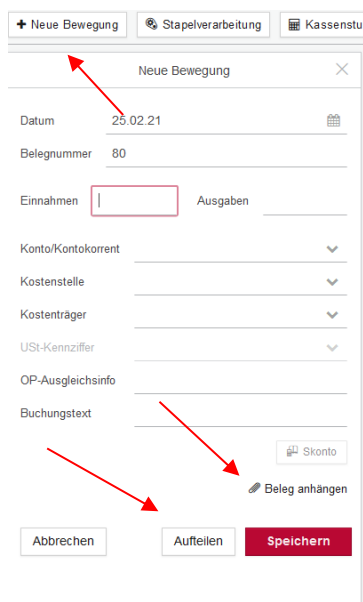 Neue Bewegung Stapelverarbeitung Kassenstu
Neue Bewegung
Datum 25.02.21
Belegnummer 80
Einnahmen Ausgaben
Konto/Kontokorrent
Kostenstelle
Kostenträger
USt-Kennziffer
OP-Ausgleichsinfo
Buchungstext
Skonto
Beleg anhängen
Abbrechen Aufteilen Speichern